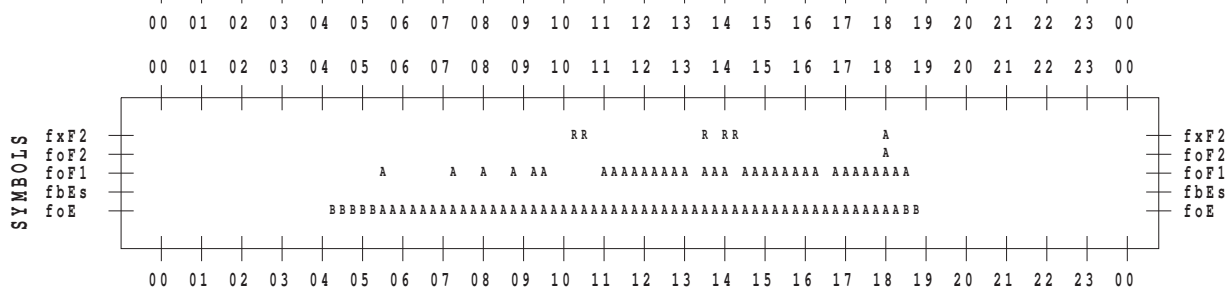 00 01 02 03 04 05 06 07 08 09 10 11 12 13 14 15 16 17 18 19 20 21 22 23 00
00 01 02 03 04 05 06 07 08 09 10 11 12 13 14 15 16 17 18 19 20 21 22 23 00
SYMBOLS
fxF2 RR R RR A fxF2
foF2 A foF2
foF1 A A A A AA AAAAAAAAA AAA AAAAAAAA AAAAAAAA foF1
fbEs fbEs
foE BBBBBAAAAAAAAAAAAAAAAAAAAAAAAAAAAAAAAAAAAAAAAAAAAAAAAAAAABB foE
00 01 02 03 04 05 06 07 08 09 10 11 12 13 14 15 16 17 18 19 20 21 22 23 00